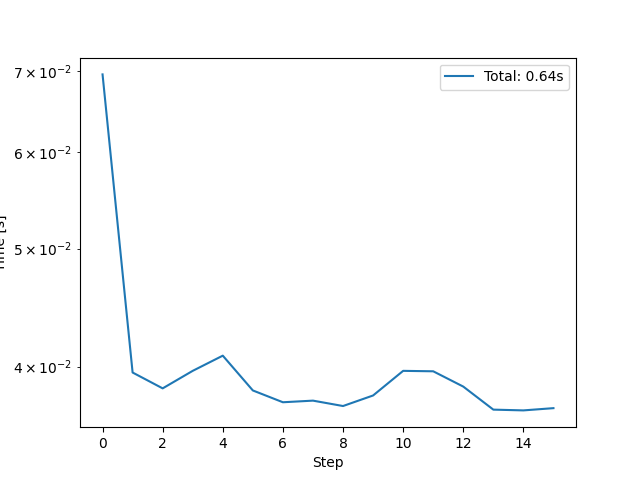 Total: 0.64s
7 × 10⁻²
6 × 10⁻²
5 × 10⁻²
4 × 10⁻²
[s]
0 2 4 6 8 10 12 14
Step